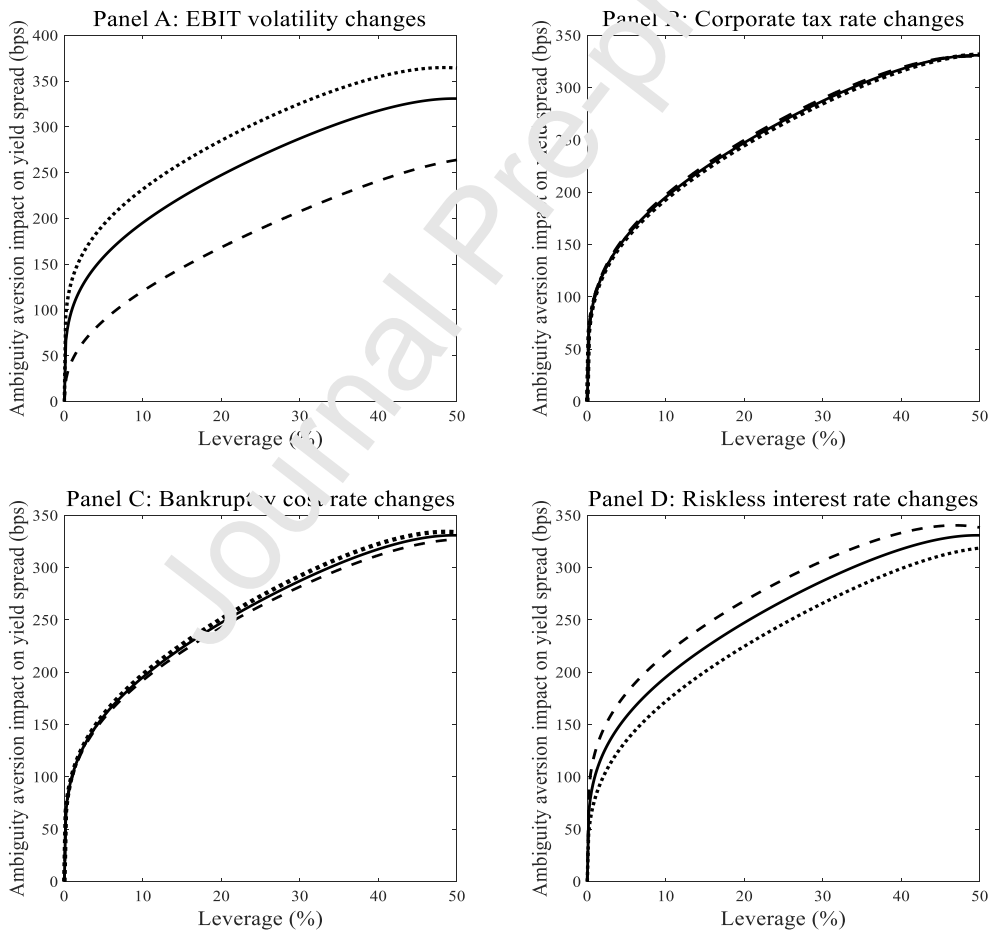 Panel A: EBIT volatility changes
Ambiguity aversion impact on yield spread (bps)
400
350
300
250
200
150
100
50
0
0 10 20 30 40 50
Leverage (%)
Panel B: Corporate tax rate changes
Ambiguity aversion impact on yield spread (bps)
350
300
250
200
150
100
50
0
0 10 20 30 40 50
Leverage (%)
Panel C: Bankruptcy cost rate changes
Ambiguity aversion impact on yield spread (bps)
350
300
250
200
150
100
50
0
0 10 20 30 40 50
Leverage (%)
Panel D: Riskless interest rate changes
Ambiguity aversion impact on yield spread (bps)
350
300
250
200
150
100
50
0
0 10 20 30 40 50
Leverage (%)
Journal Pre-p